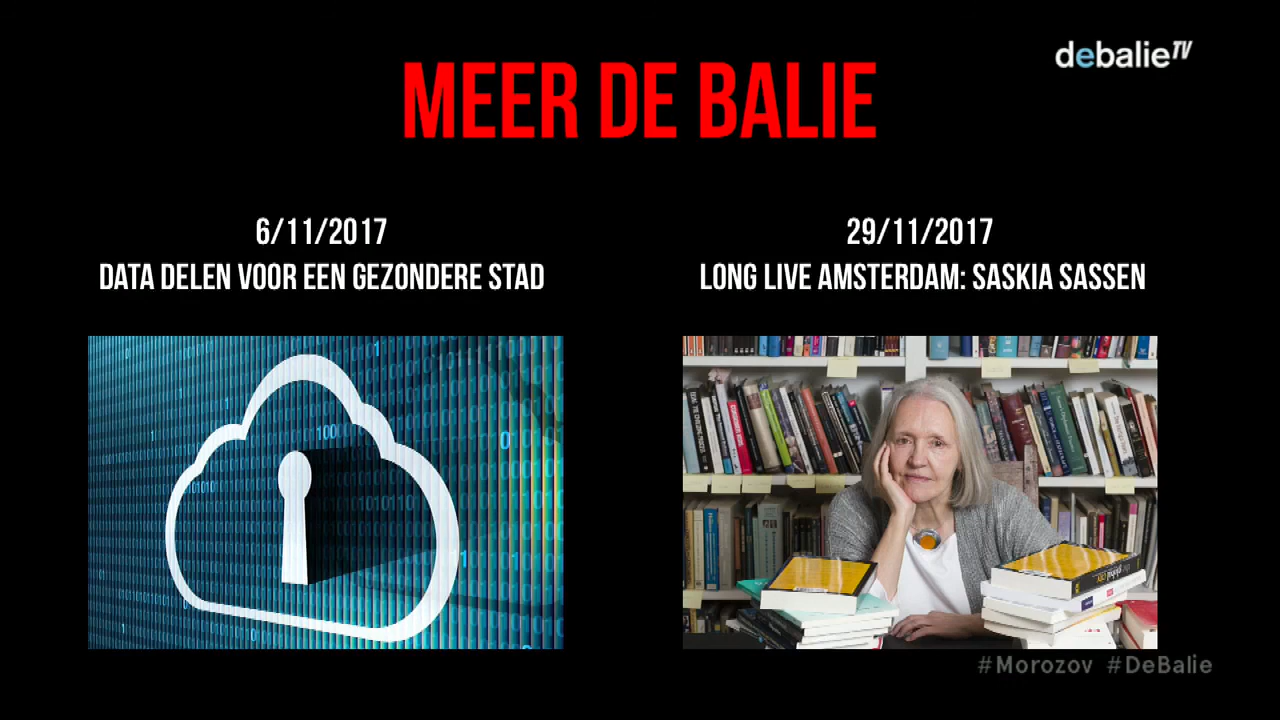 debalieTV
MEER DE BALIE
6/11/2017
DATA DELEN VOOR EEN GEZONDERE STAD
29/11/2017
LONG LIVE AMSTERDAM: SASKIA SASSEN
#Morozov #DeBalie